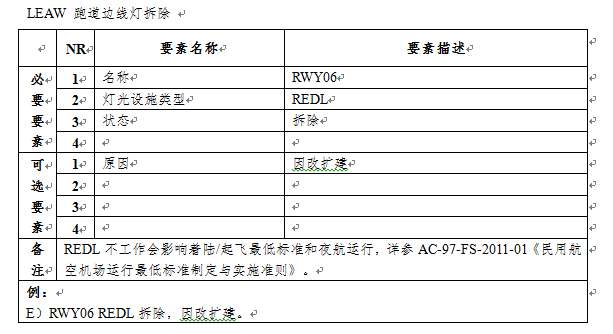 LEAW 跑道边线灯拆除
NR 要素名称 要素描述
必要要素 1 名称 RWY06
2 灯光设施类型 REDL
3 状态 拆除
4
可选要素 1 原因 因改扩建
2
3
4
备注 REDL 不工作会影响着陆/起飞最低标准和夜航运行，详参 AC-97-FS-2011-01《民用航
空机场运行最低标准制定与实施准则》。
例：
E）RWY06 REDL 拆除，因改扩建。